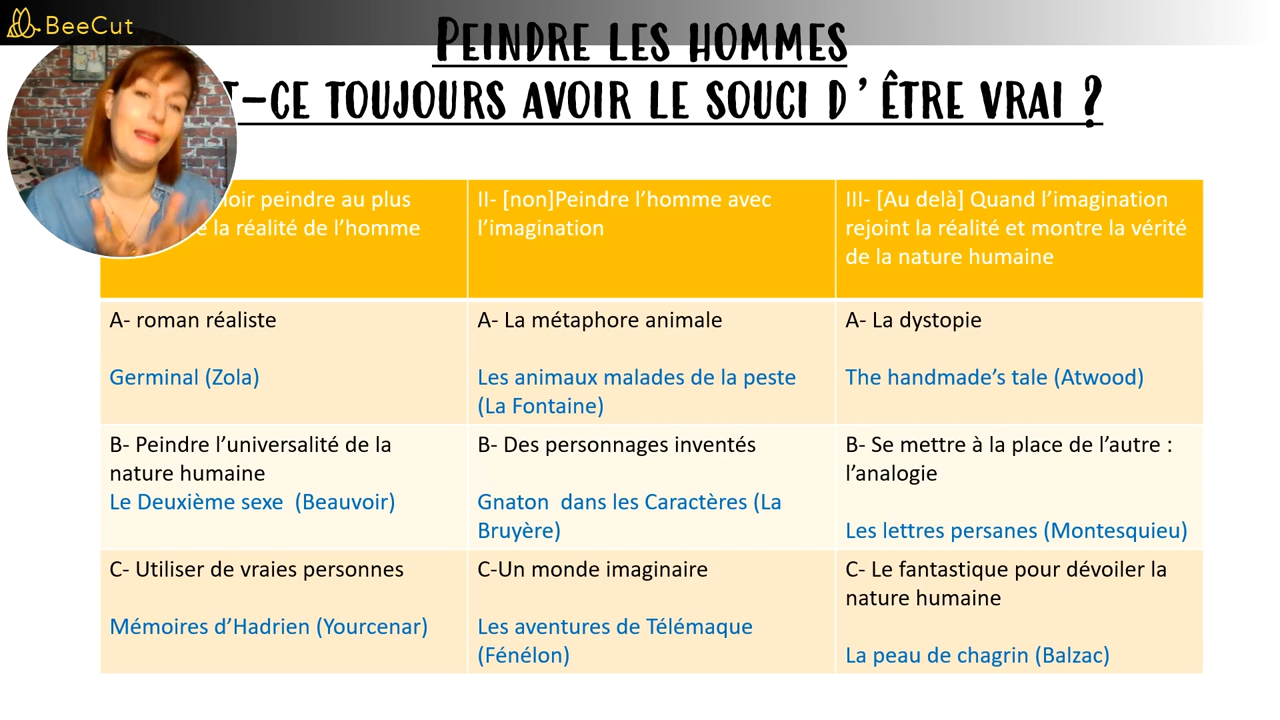 BeeCut
PEINDRE LES HOMMES
T-CE TOUJOURS AVOIR LE SOUCI D'ÊTRE VRAI ?
oir peindre au plus
la réalité de l'homme
II- [non]Peindre l'homme avec
l'imagination
III- [Au delà] Quand l'imagination
rejoint la réalité et montre la vérité
de la nature humaine
A- roman réaliste
Germinal (Zola)
A- La métaphore animale
Les animaux malades de la peste
(La Fontaine)
A- La dystopie
The handmade's tale (Atwood)
B- Peindre l'universalité de la
nature humaine
Le Deuxième sexe (Beauvoir)
B- Des personnages inventés
Gnaton dans les Caractères (La
Bruyère)
B- Se mettre à la place de l'autre :
l'analogie
Les lettres persanes (Montesquieu)
C- Utiliser de vraies personnes
Mémoires d'Hadrien (Yourcenar)
C-Un monde imaginaire
Les aventures de Télémaque
(Fénélon)
C- Le fantastique pour dévoiler la
nature humaine
La peau de chagrin (Balzac)